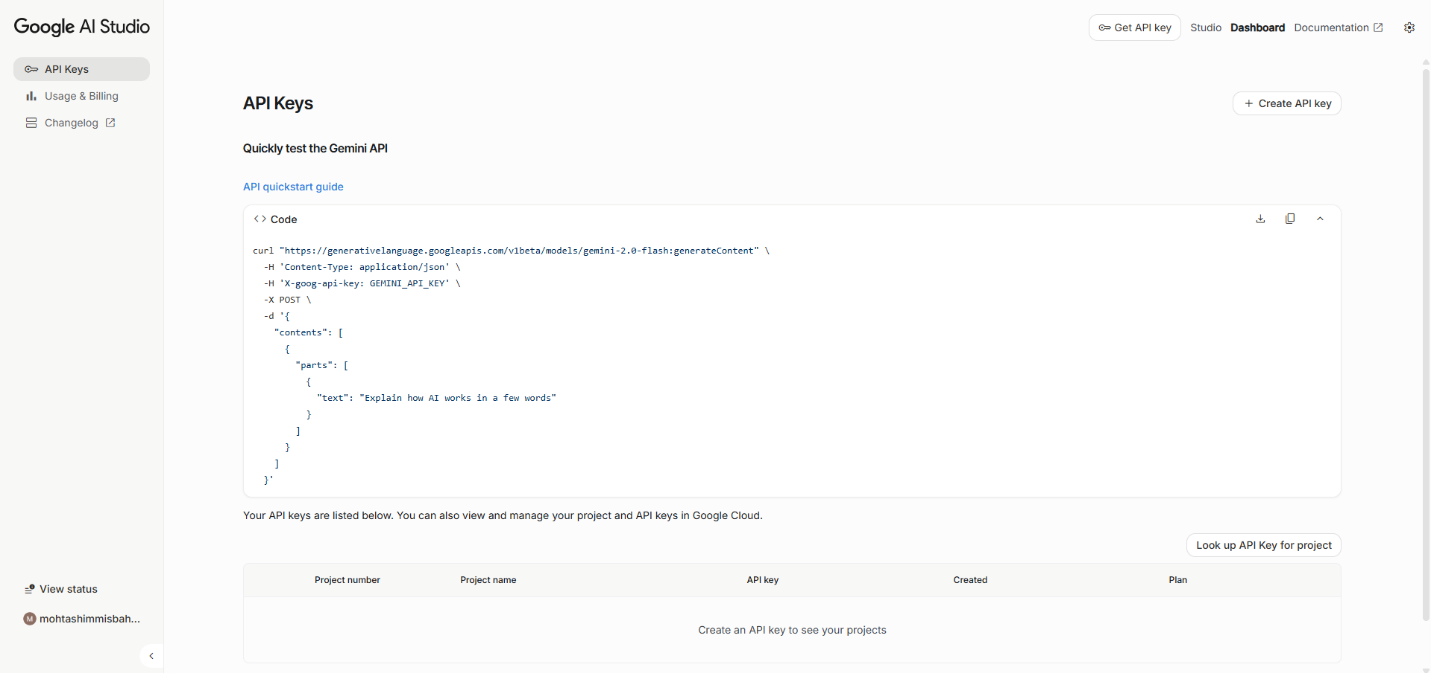 Google AI Studio
Get API key
Studio
Dashboard
Documentation
API Keys
Usage & Billing
Changelog
API Keys
Create API key
Quickly test the Gemini API
API quickstart guide
<> Code
curl "https://generativelanguage.googleapis.com/v1beta/models/gemini-2.0-flash:generateContent" \
  -H 'Content-Type: application/json' \
  -H 'X-goog-api-key: GEMINI_API_KEY' \
  -X POST \
  -d '{
    "contents": [
      {
        "parts": [
          {
            "text": "Explain how AI works in a few words"
          }
        ]
      }
    ]
  }'
Your API keys are listed below. You can also view and manage your project and API keys in Google Cloud.
Look up API Key for project
Project number Project name API key Created Plan
Create an API key to see your projects
View status
M mohtashimmisbah...